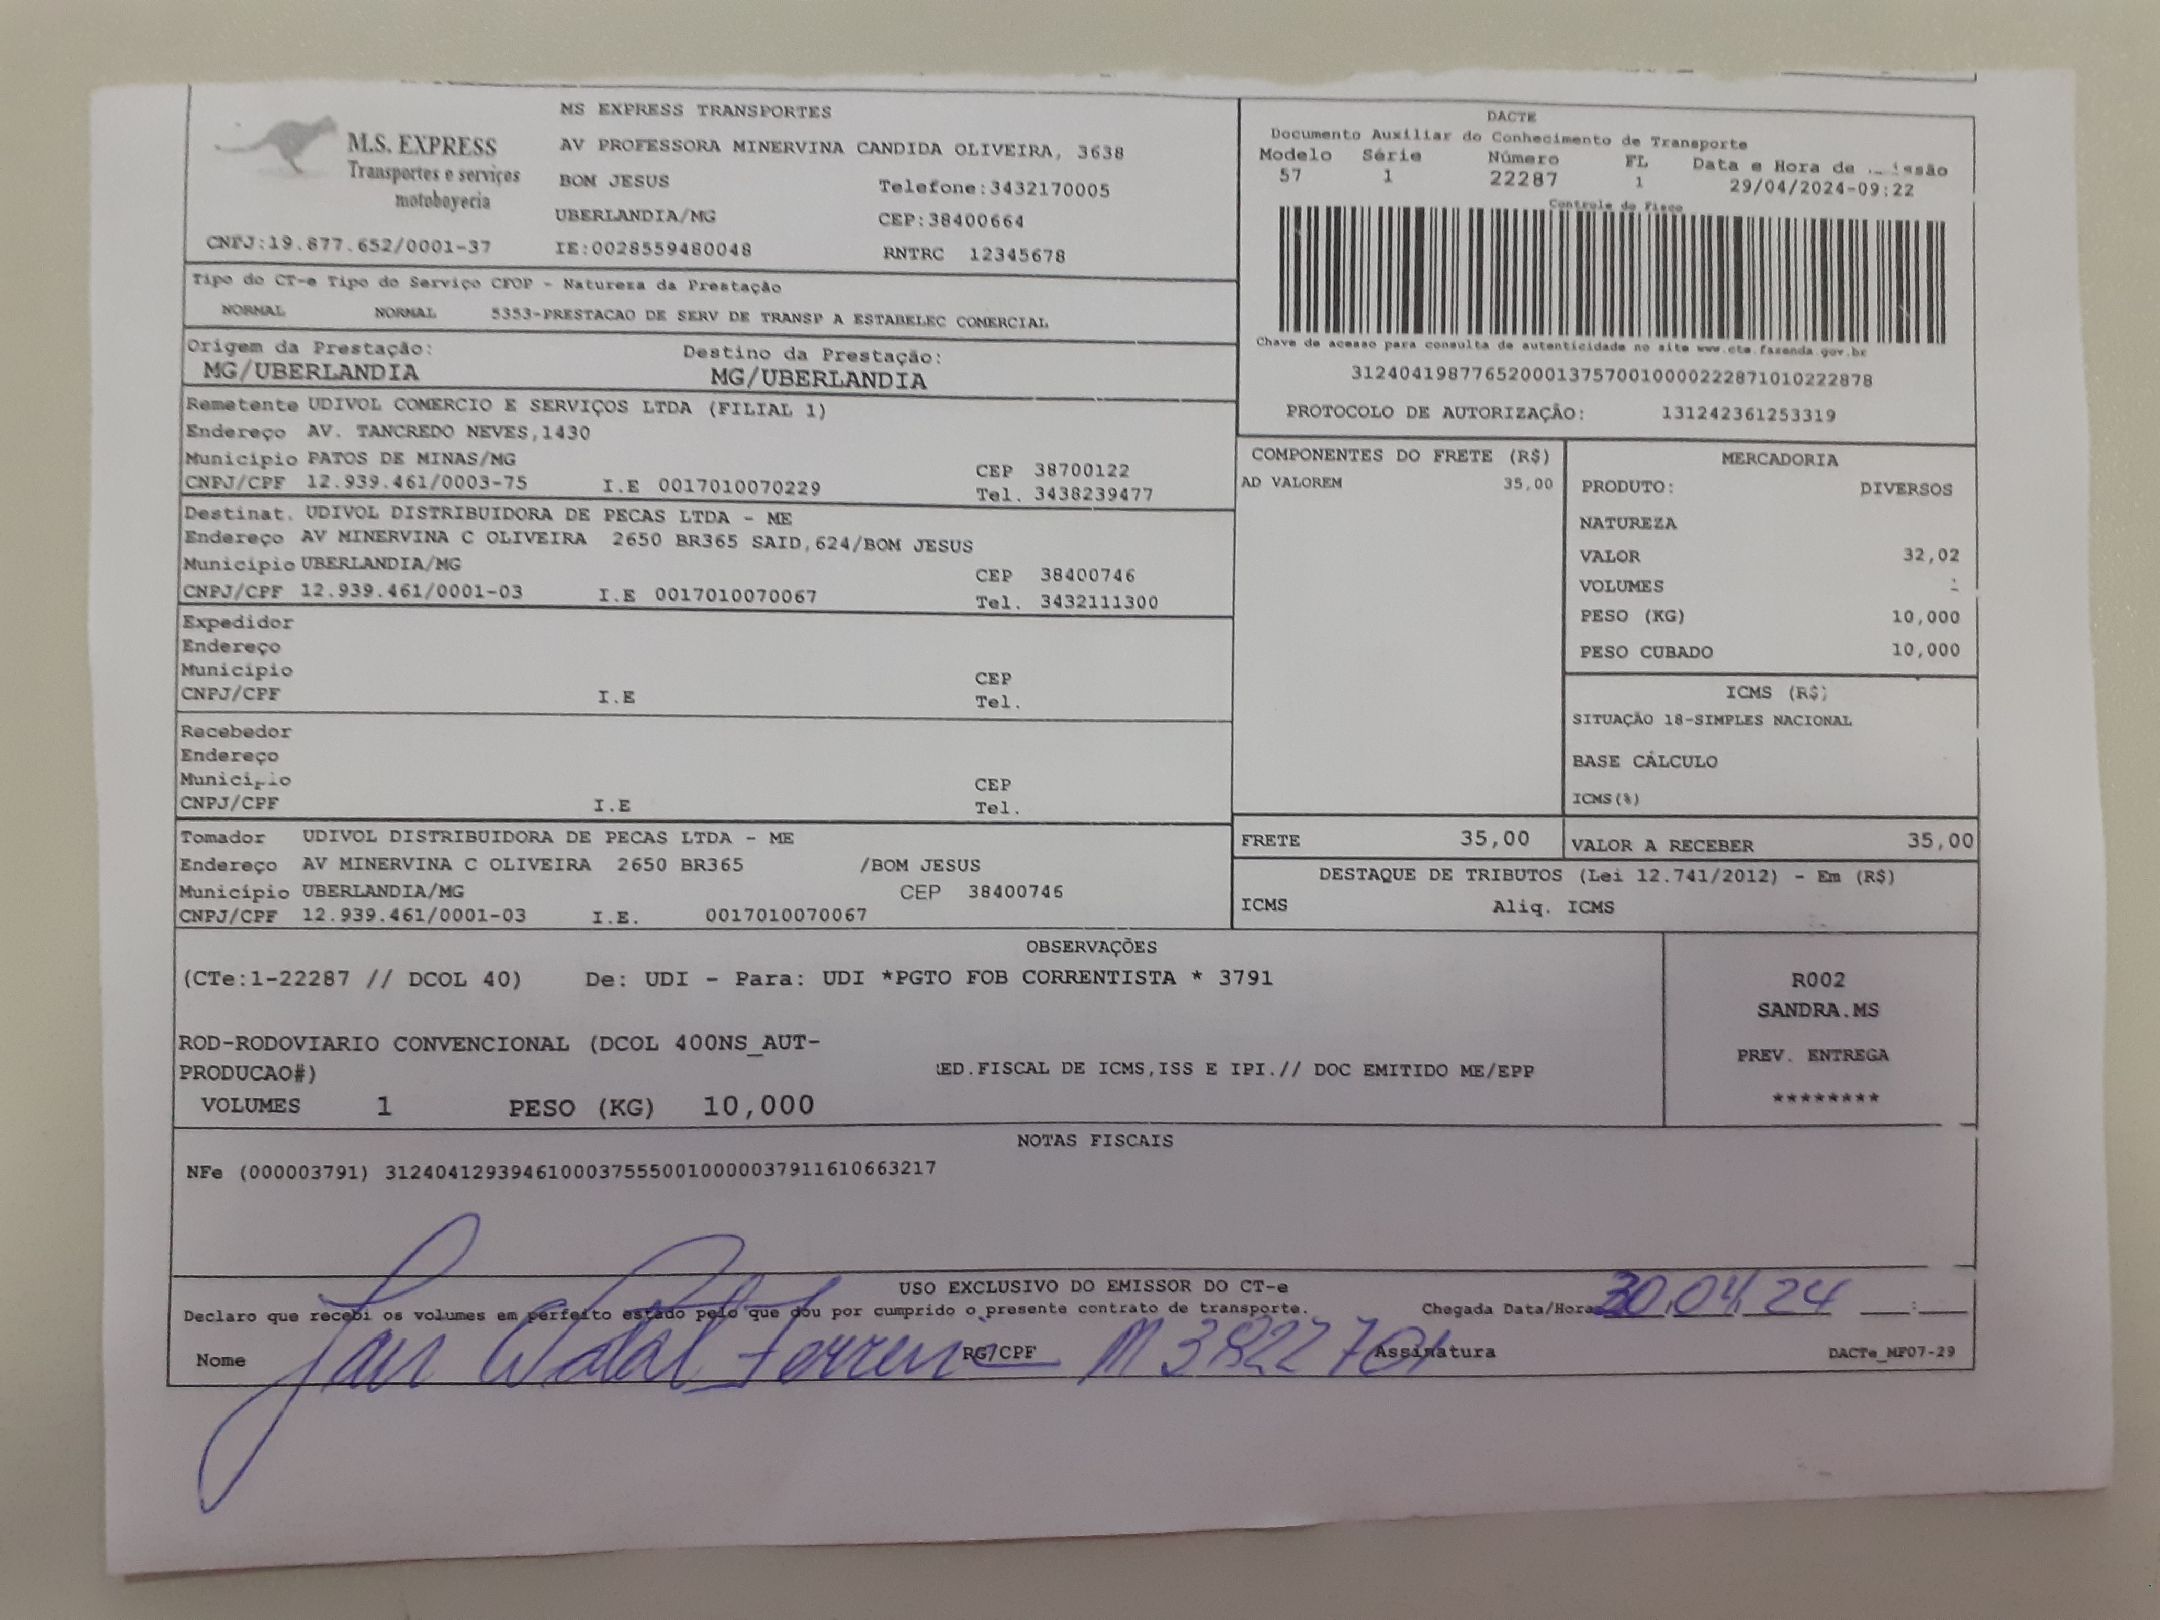 M.S. EXPRESS
Transportes e serviços
motoboyecia
CNPJ:19.877.652/0001-37
MS EXPRESS TRANSPORTES
AV PROFESSORA MINERVINA CANDIDA OLIVEIRA, 3638
BOM JESUS Telefone:3432170005
UBERLANDIA/MG CEP:38400664
IE:0028559480048 RNTRC 12345678
DACTE
Documento Auxiliar do Conhecimento de Transporte
Modelo Série Número FL Data e Hora de
57 1 22287 1 29/04/2024-09:22
Controle do Fisco
Chave de acesso para consulta de autenticidade no site www.cte.fazenda.gov.br
31240419877652000137570010000222871010222878
PROTOCOLO DE AUTORIZAÇÃO: 131242361253319
Tipo do CT-e Tipo do Serviço CFOP - Natureza da Prestação
NORMAL NORMAL 5353-PRESTACAO DE SERV DE TRANSP A ESTABELEC COMERCIAL
Origem da Prestação: Destino da Prestação:
MG/UBERLANDIA MG/UBERLANDIA
Remetente UDIVOL COMERCIO E SERVIÇOS LTDA (FILIAL 1)
Endereço AV. TANCREDO NEVES,1430
Município PATOS DE MINAS/MG CEP 38700122
CNPJ/CPF 12.939.461/0003-75 I.E 0017010070229 Tel. 3438239477
Destinat. UDIVOL DISTRIBUIDORA DE PECAS LTDA - ME
Endereço AV MINERVINA C OLIVEIRA 2650 BR365 SAID,624/BOM JESUS
Município UBERLANDIA/MG CEP 38400746
CNPJ/CPF 12.939.461/0001-03 I.E 0017010070067 Tel. 3432111300
Expedidor
Endereço
Município CEP
CNPJ/CPF I.E Tel.
Recebedor
Endereço
CEP
CNPJ/CPF I.E Tel.
Tomador UDIVOL DISTRIBUIDORA DE PECAS LTDA - ME
Endereço AV MINERVINA C OLIVEIRA 2650 BR365 /BOM JESUS
Município UBERLANDIA/MG CEP 38400746
CNPJ/CPF 12.939.461/0001-03 I.E. 0017010070067
COMPONENTES DO FRETE (R$)
AD VALOREM 35,00
MERCADORIA
PRODUTO: DIVERSOS
NATUREZA
VALOR 32,02
VOLUMES
PESO (KG) 10,000
PESO CUBADO 10,000
ICMS (R$)
SITUAÇÃO 18-SIMPLES NACIONAL
BASE CÁLCULO
ICMS(%)
FRETE 35,00 VALOR A RECEBER 35,00
DESTAQUE DE TRIBUTOS (Lei 12.741/2012) - Em (R$)
ICMS Aliq. ICMS
OBSERVAÇÕES
(CTe:1-22287 // DCOL 40) De: UDI - Para: UDI *PGTO FOB CORRENTISTA * 3791
ROD-RODOVIARIO CONVENCIONAL (DCOL 400NS_AUT-
PRODUCAO#) ED.FISCAL DE ICMS,ISS E IPI.// DOC EMITIDO ME/EPP
VOLUMES 1 PESO (KG) 10,000
R002
SANDRA.MS
PREV. ENTREGA
********
NOTAS FISCAIS
NFe (000003791) 31240412939461000375550010000037911610663217
USO EXCLUSIVO DO EMISSOR DO CT-e
Declaro que recebi os volumes em perfeito estado pelo que dou por cumprido o presente contrato de transporte. Chegada Data/Hora 30/04/24 :
Nome RG/CPF Assinatura DACTe_MF07-29